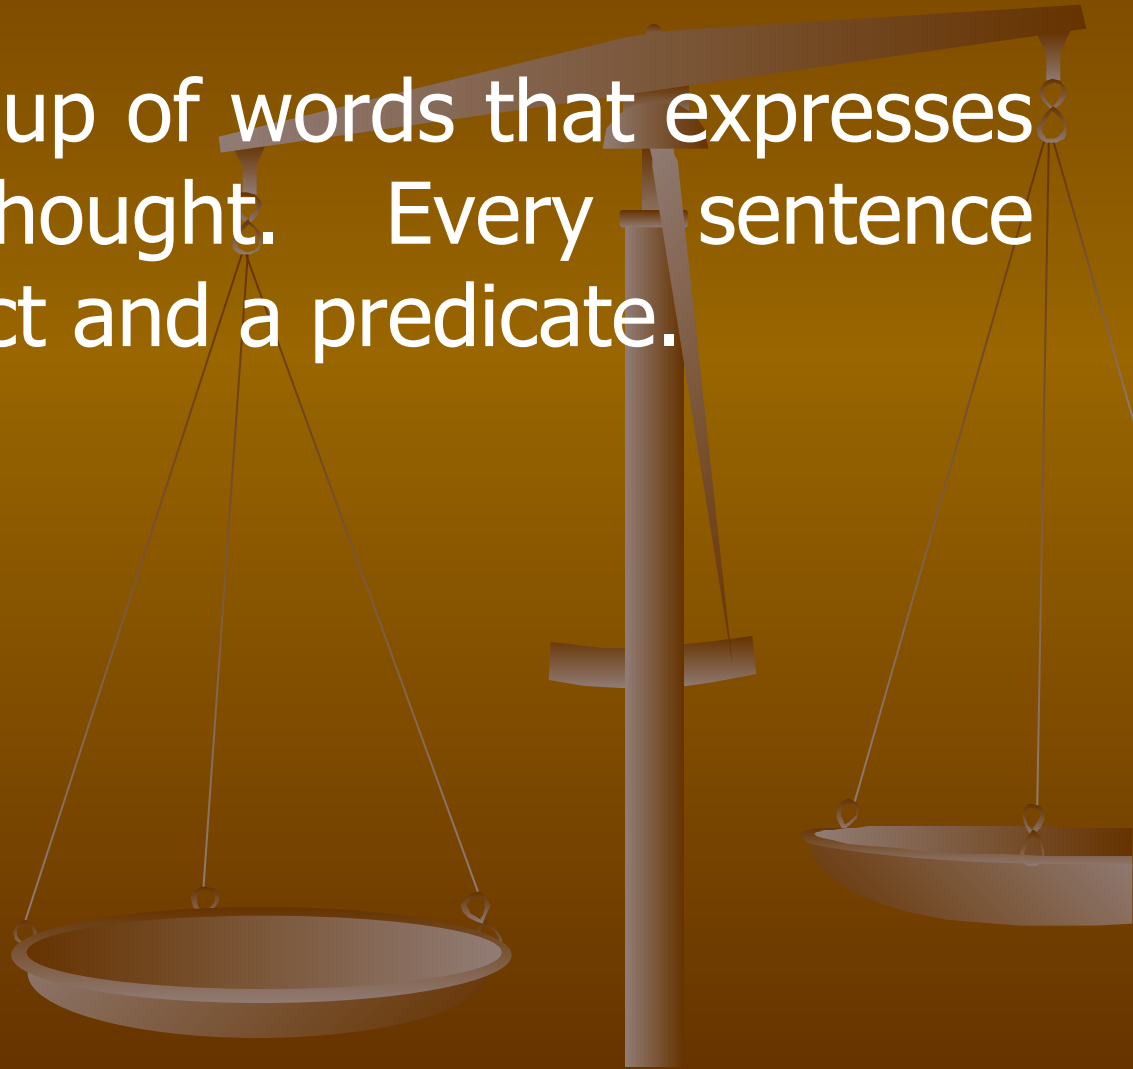 up of words that expresses
hought. Every sentence
ct and a predicate.